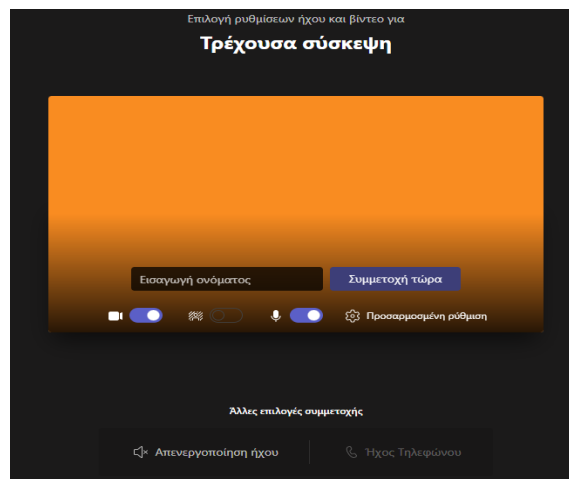 Επιλογή ρυθμίσεων ήχου και βίντεο για
Τρέχουσα σύσκεψη
Εισαγωγή ονόματος
Συμμετοχή τώρα
Προσαρμοσμένη ρύθμιση
Άλλες επιλογές συμμετοχής
Απενεργοποίηση ήχου
Ήχος Τηλεφώνου